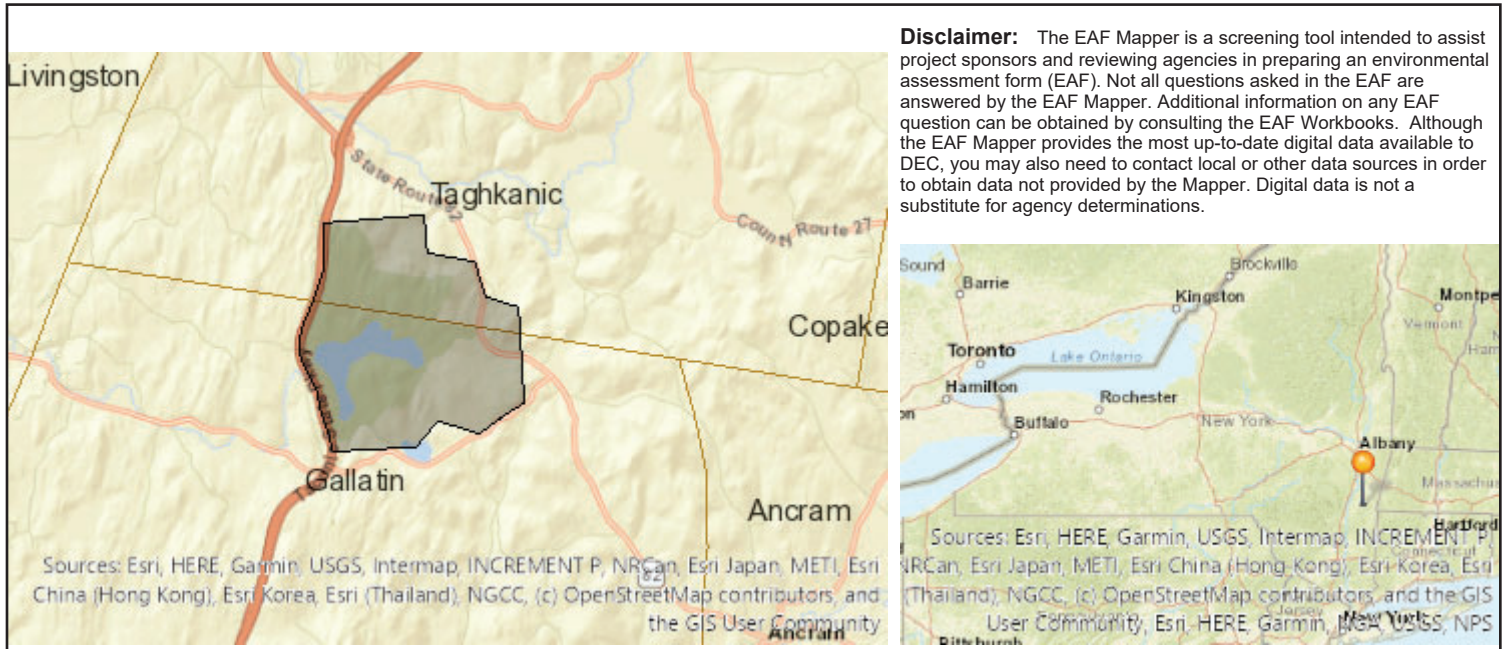 Disclaimer: The EAF Mapper is a screening tool intended to assist
project sponsors and reviewing agencies in preparing an environmental
assessment form (EAF). Not all questions asked in the EAF are
answered by the EAF Mapper. Additional information on any EAF
question can be obtained by consulting the EAF Workbooks. Although
the EAF Mapper provides the most up-to-date digital data available to
DEC, you may also need to contact local or other data sources in order
to obtain data not provided by the Mapper. Digital data is not a
substitute for agency determinations.
Livingston
Taghkanic
County Route 27
Copake
Gallatin
Ancram
82
Sources: Esri, HERE, Garmin, USGS, Intermap, INCREMENT P, NRCan, Esri Japan, METI, Esri
China (Hong Kong), Esri Korea, Esri (Thailand), NGCC, (c) OpenStreetMap contributors, and
the GIS User Community
Ancram
Sound
Barrie
Brockville
Kingston
Montpe
Vermont
Toronto
Lake Ontario
Ham
Hamilton
on
Rochester
Buffalo
New York
Albany
Massachus
Hartford
Connecticut
Sources: Esri, HERE, Garmin, USGS, Intermap, INCREMENT P,
NRCan, Esri Japan, METI, Esri China (Hong Kong), Esri Korea, Esri
(Thailand), NGCC, (c) OpenStreetMap contributors, and the GIS
User Community, Esri, HERE, Garmin, NGA, USGS, NPS
New York
Pittsburgh